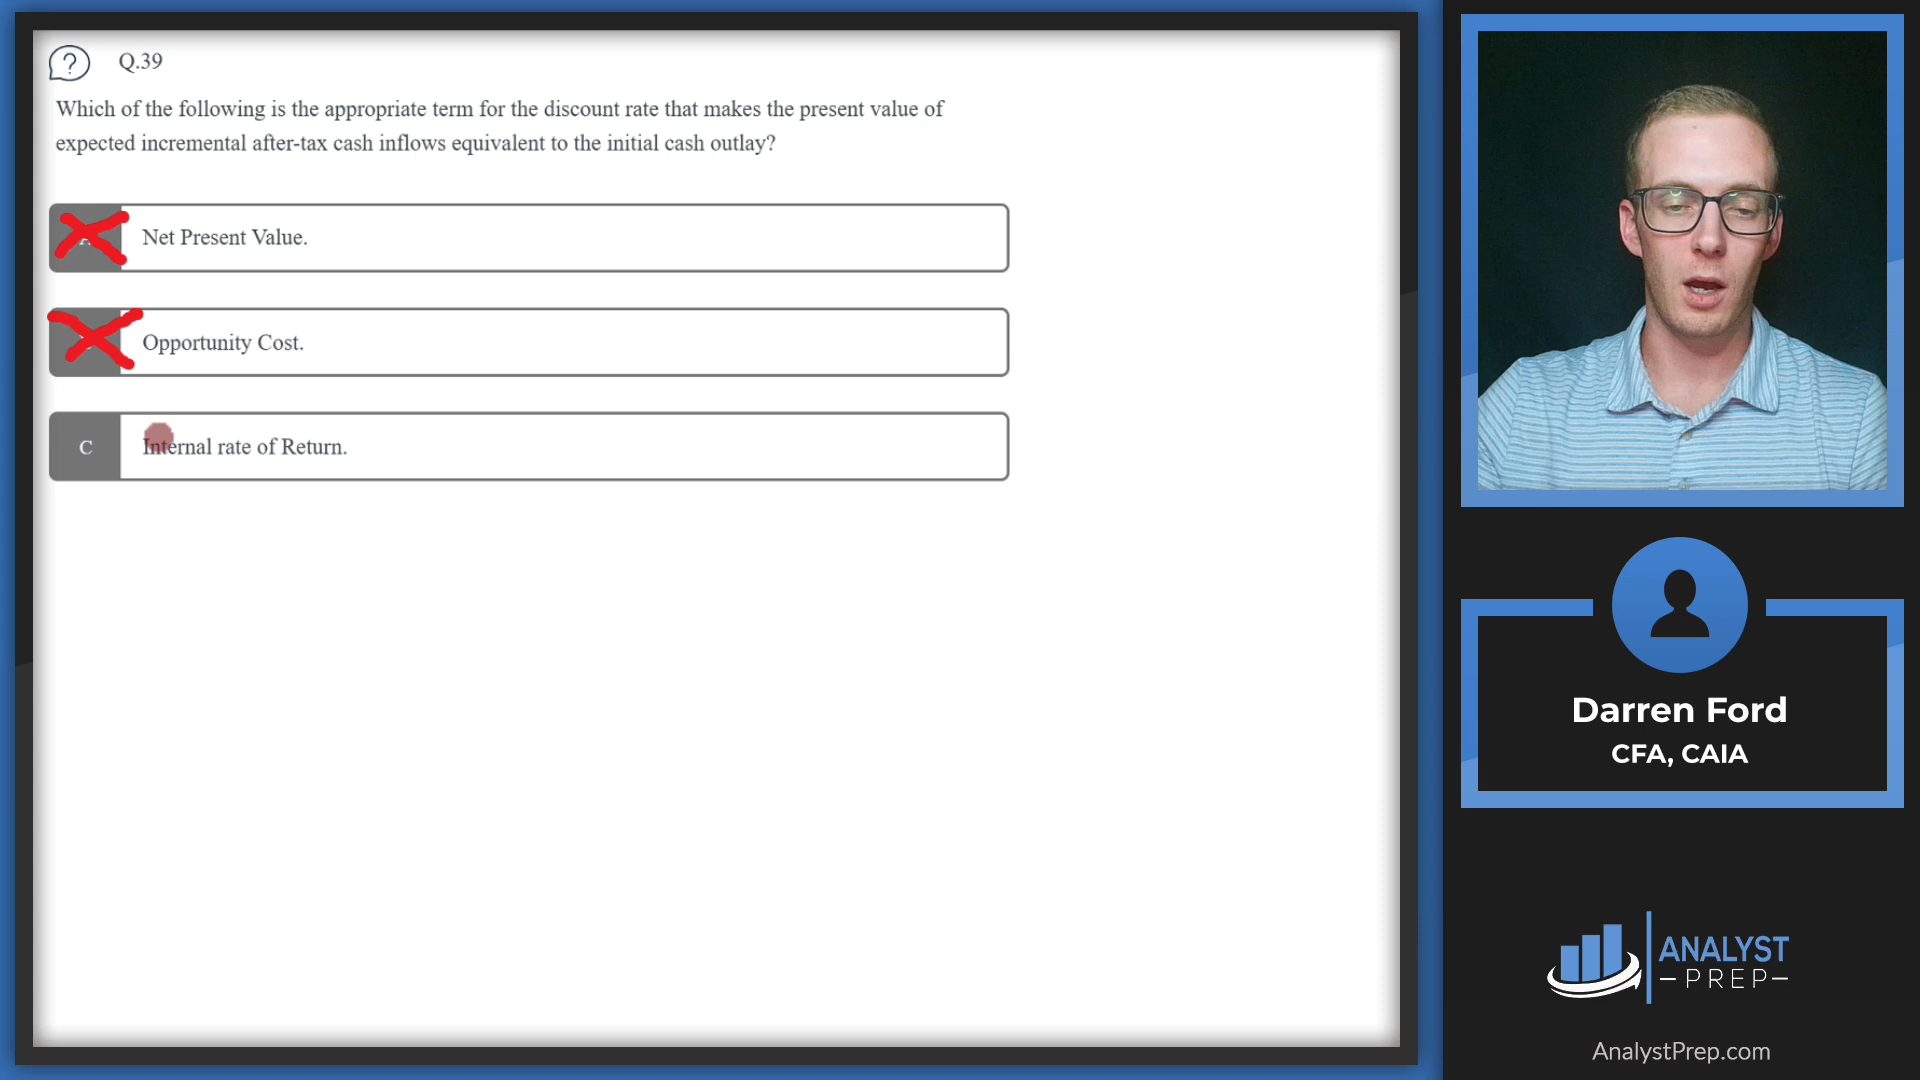 Q.39
Which of the following is the appropriate term for the discount rate that makes the present value of
expected incremental after-tax cash inflows equivalent to the initial cash outlay?
Net Present Value.
Opportunity Cost.
C
Internal rate of Return.
Darren Ford
CFA, CAIA
ANALYST
PREP
AnalystPrep.com